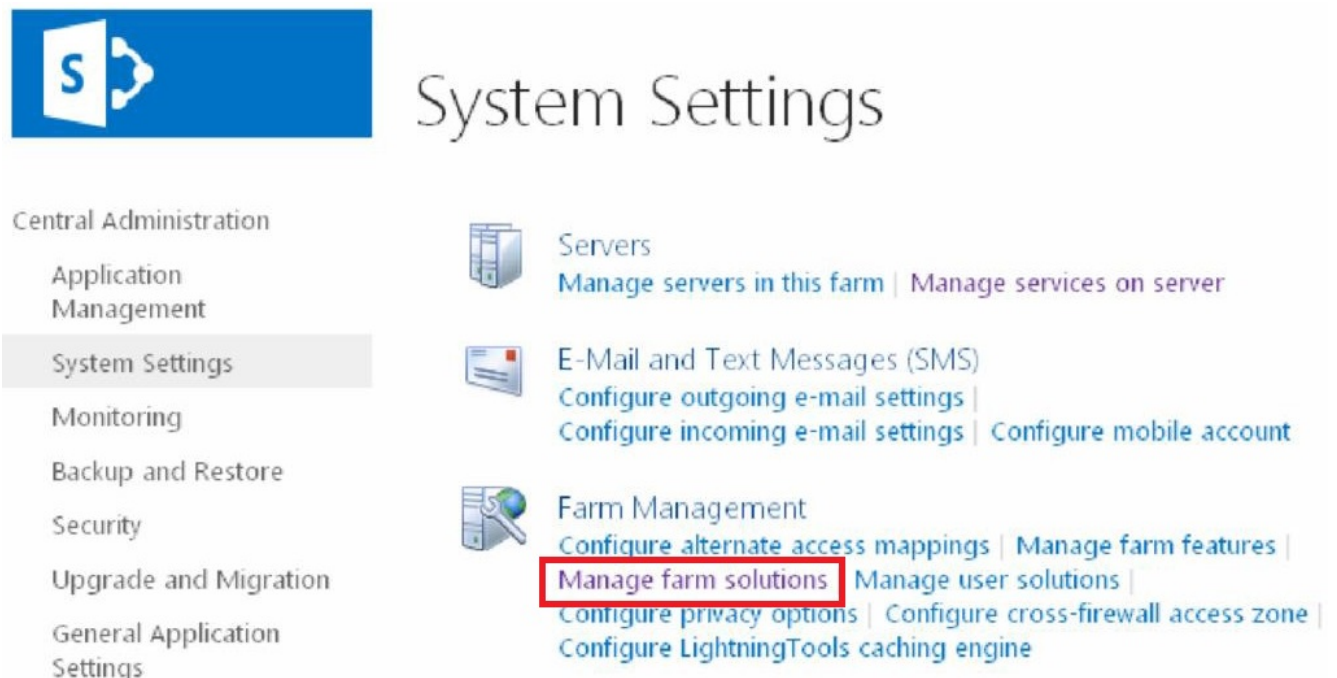 S
System Settings
Central Administration
Application
Management
System Settings
Monitoring
Backup and Restore
Security
Upgrade and Migration
General Application
Settings
Servers
Manage servers in this farm | Manage services on server
E-Mail and Text Messages (SMS)
Configure outgoing e-mail settings |
Configure incoming e-mail settings | Configure mobile account
Farm Management
Configure alternate access mappings | Manage farm features |
Manage farm solutions | Manage user solutions |
Configure privacy options | Configure cross-firewall access zone |
Configure LightningTools caching engine